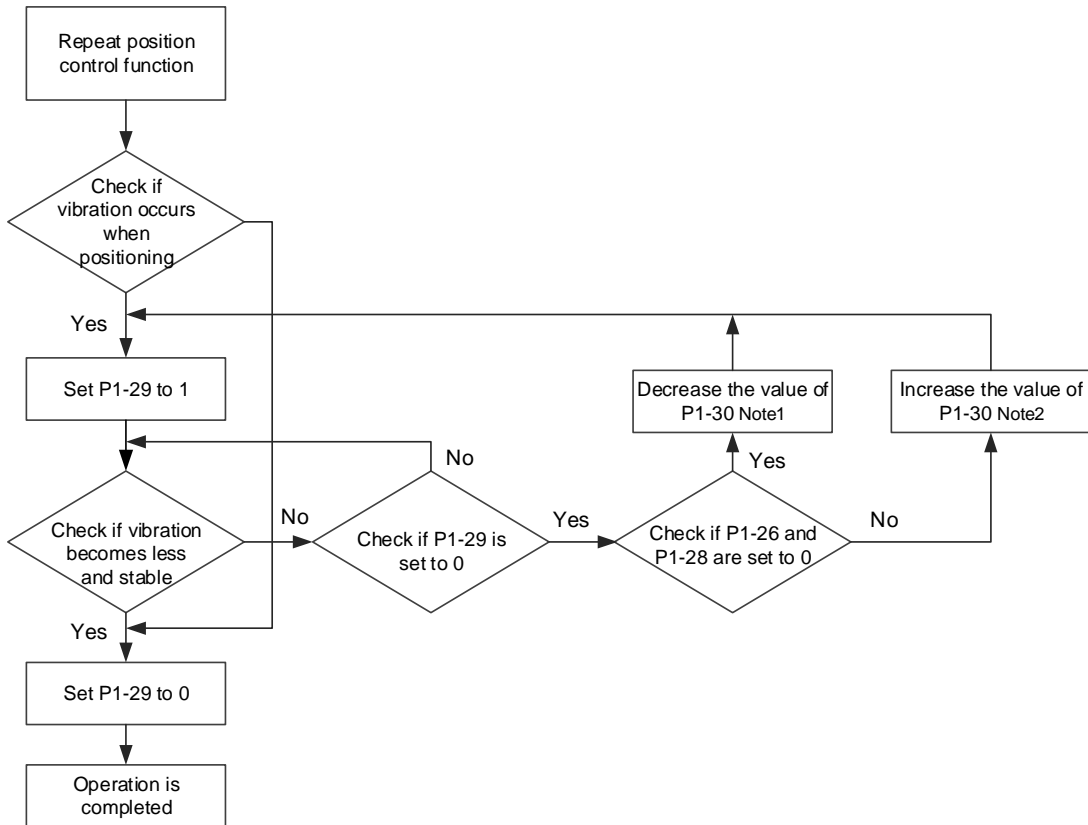 Repeat position
control function
Check if
vibration occurs
when
positioning
Yes
Set P1-29 to 1
Decrease the value of
P1-30 Note1
Increase the value of
P1-30 Note2
No
Yes
Check if vibration
becomes less
and stable
No
Check if P1-29 is
set to 0
Yes
Check if P1-26 and
P1-28 are set to 0
No
Yes
Set P1-29 to 0
Operation is
completed